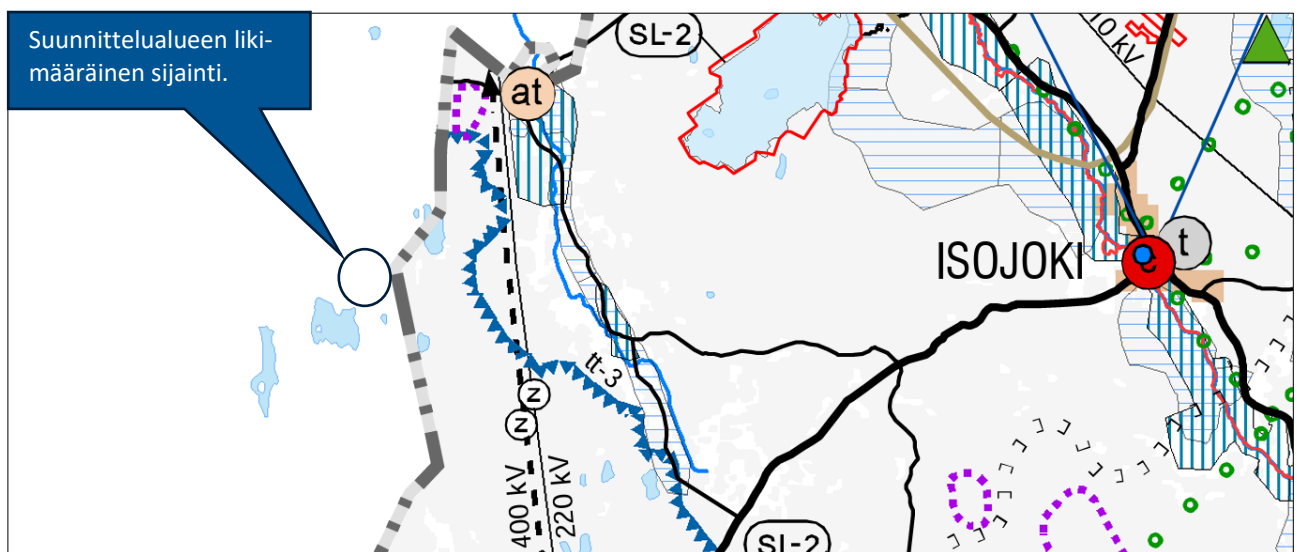 Suunnittelualueen liki-
määräinen sijainti.
SL-2
10 kV
at
ISOJOKI
t
c
tt-3
z
z
400 kV
220 kV
SL-2